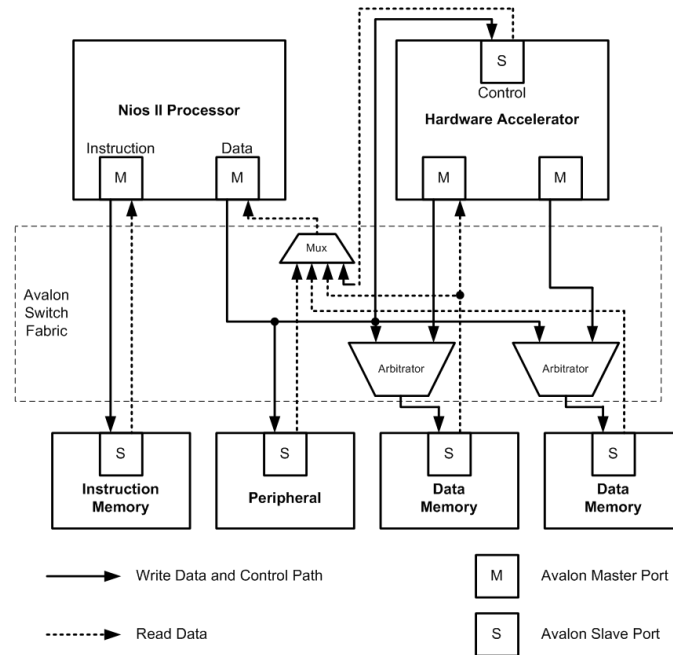 S
Control
Nios II Processor
Hardware Accelerator
Instruction
Data
M
M
M
M
Mux
Avalon
Switch
Fabric
Arbitrator
Arbitrator
S
S
S
S
Instruction
Memory
Peripheral
Data
Memory
Data
Memory
Write Data and Control Path
M
Avalon Master Port
Read Data
S
Avalon Slave Port